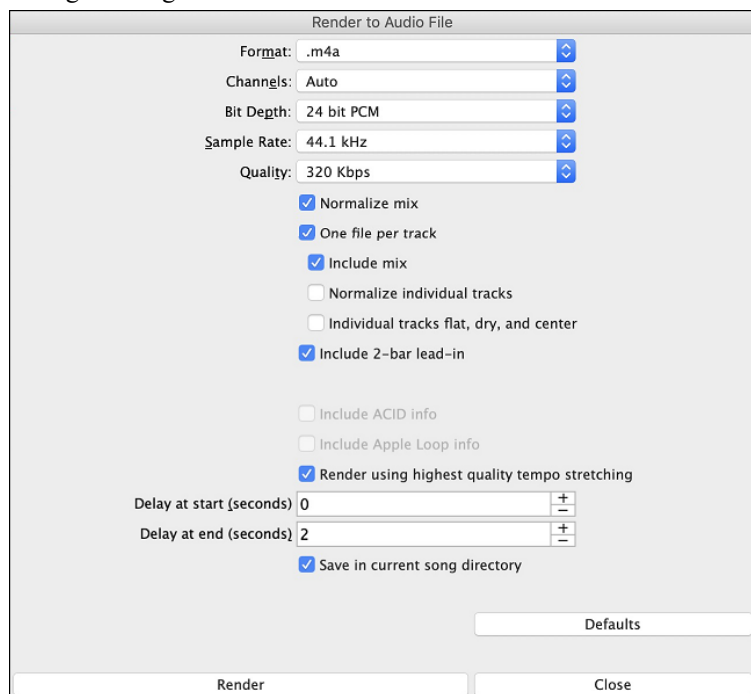 Render to Audio File
Format: .m4a
Channels: Auto
Bit Depth: 24 bit PCM
Sample Rate: 44.1 kHz
Quality: 320 Kbps
Normalize mix
One file per track
Include mix
Normalize individual tracks
Individual tracks flat, dry, and center
Include 2-bar lead-in
Include ACID info
Include Apple Loop info
Render using highest quality tempo stretching
Delay at start (seconds) 0 + −
Delay at end (seconds) 2 + −
Save in current song directory
Defaults
Render Close